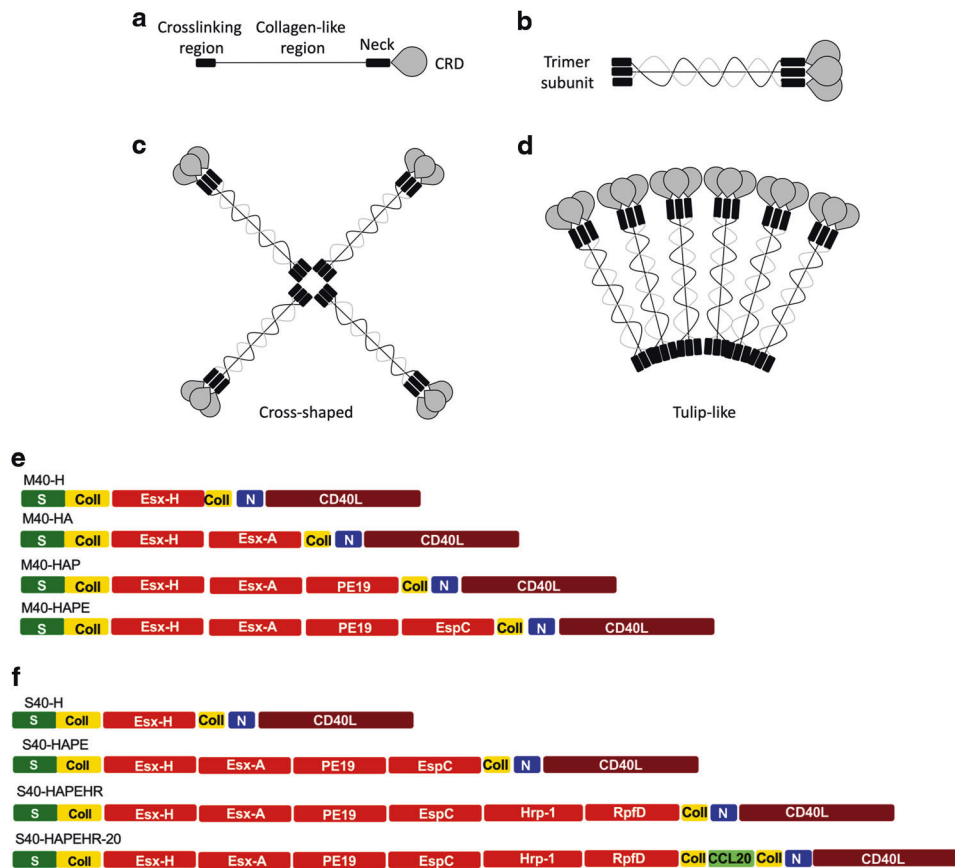 a
Crosslinking region
Collagen-like region
Neck
CRD
b
Trimer subunit
c
Cross-shaped
d
Tulip-like
e
M40-H
S Coll Esx-H Coll N CD40L
M40-HA
S Coll Esx-H Esx-A Coll N CD40L
M40-HAP
S Coll Esx-H Esx-A PE19 Coll N CD40L
M40-HAPE
S Coll Esx-H Esx-A PE19 EspC Coll N CD40L
f
S40-H
S Coll Esx-H Coll N CD40L
S40-HAPE
S Coll Esx-H Esx-A PE19 EspC Coll N CD40L
S40-HAPEHR
S Coll Esx-H Esx-A PE19 EspC Hrp-1 RpfD Coll N CD40L
S40-HAPEHR-20
S Coll Esx-H Esx-A PE19 EspC Hrp-1 RpfD Coll CCL20 Coll N CD40L